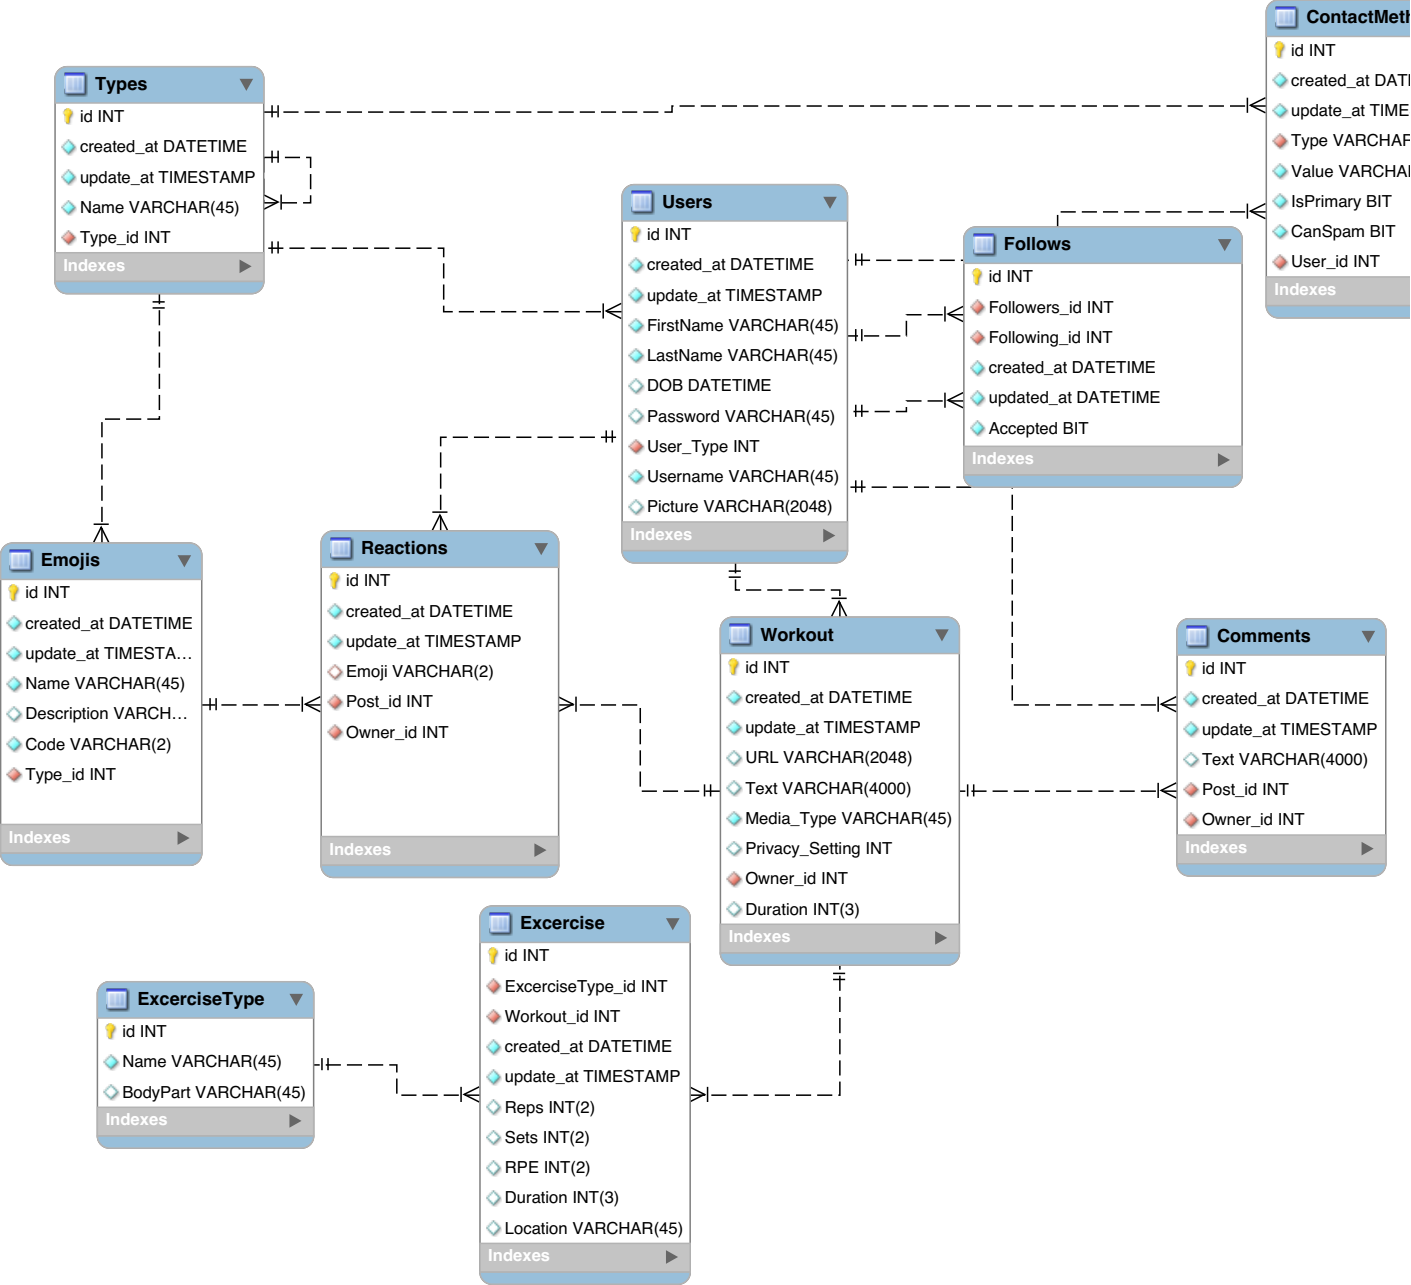 Types
id INT
created_at DATETIME
update_at TIMESTAMP
Name VARCHAR(45)
Type_id INT
Indexes
id INT
created_at
update_at
Type
Value
IsPrimary BIT
CanSpam BIT
User_id INT
Indexes
Users
id INT
created_at DATETIME
update_at TIMESTAMP
FirstName VARCHAR(45)
LastName VARCHAR(45)
DOB DATETIME
Password VARCHAR(45)
User_Type INT
Username VARCHAR(45)
Picture VARCHAR(2048)
Indexes
Follows
id INT
Followers_id INT
Following_id INT
created_at DATETIME
updated_at DATETIME
Accepted BIT
Indexes
Emojis
id INT
created_at DATETIME
update_at TIMESTA...
Name VARCHAR(45)
Description VARCH...
Code VARCHAR(2)
Type_id INT
Indexes
Reactions
id INT
created_at DATETIME
update_at TIMESTAMP
Emoji VARCHAR(2)
Post_id INT
Owner_id INT
Indexes
Workout
id INT
created_at DATETIME
update_at TIMESTAMP
URL VARCHAR(2048)
Text VARCHAR(4000)
Media_Type VARCHAR(45)
Privacy_Setting INT
Owner_id INT
Duration INT(3)
Indexes
Comments
id INT
created_at DATETIME
update_at TIMESTAMP
Text VARCHAR(4000)
Post_id INT
Owner_id INT
Indexes
Excercise
id INT
ExcerciseType_id INT
Workout_id INT
created_at DATETIME
update_at TIMESTAMP
Reps INT(2)
Sets INT(2)
RPE INT(2)
Duration INT(3)
Location VARCHAR(45)
Indexes
ExcerciseType
id INT
Name VARCHAR(45)
BodyPart VARCHAR(45)
Indexes